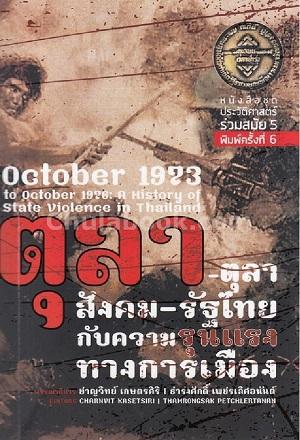 หนังสือชุด
ประวัติศาสตร์
ร่วมสมัย 5
พิมพ์ครั้งที่ 6
October 1973
to October 1976: A History of
State Violence in Thailand
ตุลา
-ตุลา
สังคม-รัฐไทย
กับความรุนแรง
ทางการเมือง
ชาญวิทย์ เกษตรศิริ | ธำรงศักดิ์ เพชรเลิศอนันต์
CHARNVIT KASETSIRI | THAMRONGSAK PETCHLERTANAN